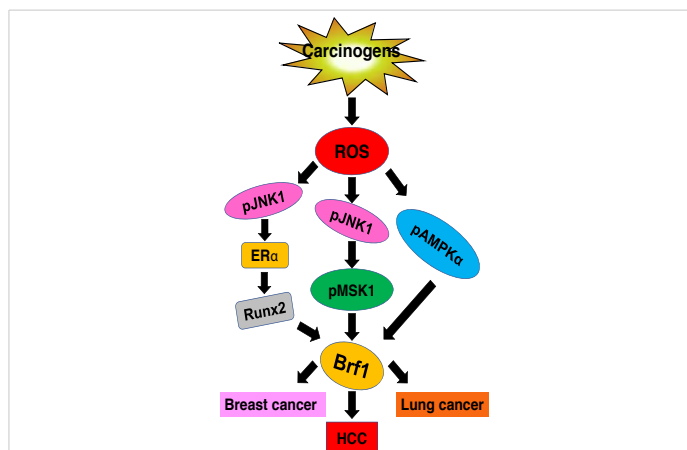 Carcinogens
ROS
pJNK1
pJNK1
pAMPKα
ERα
pMSK1
Runx2
Brf1
Breast cancer
Lung cancer
HCC